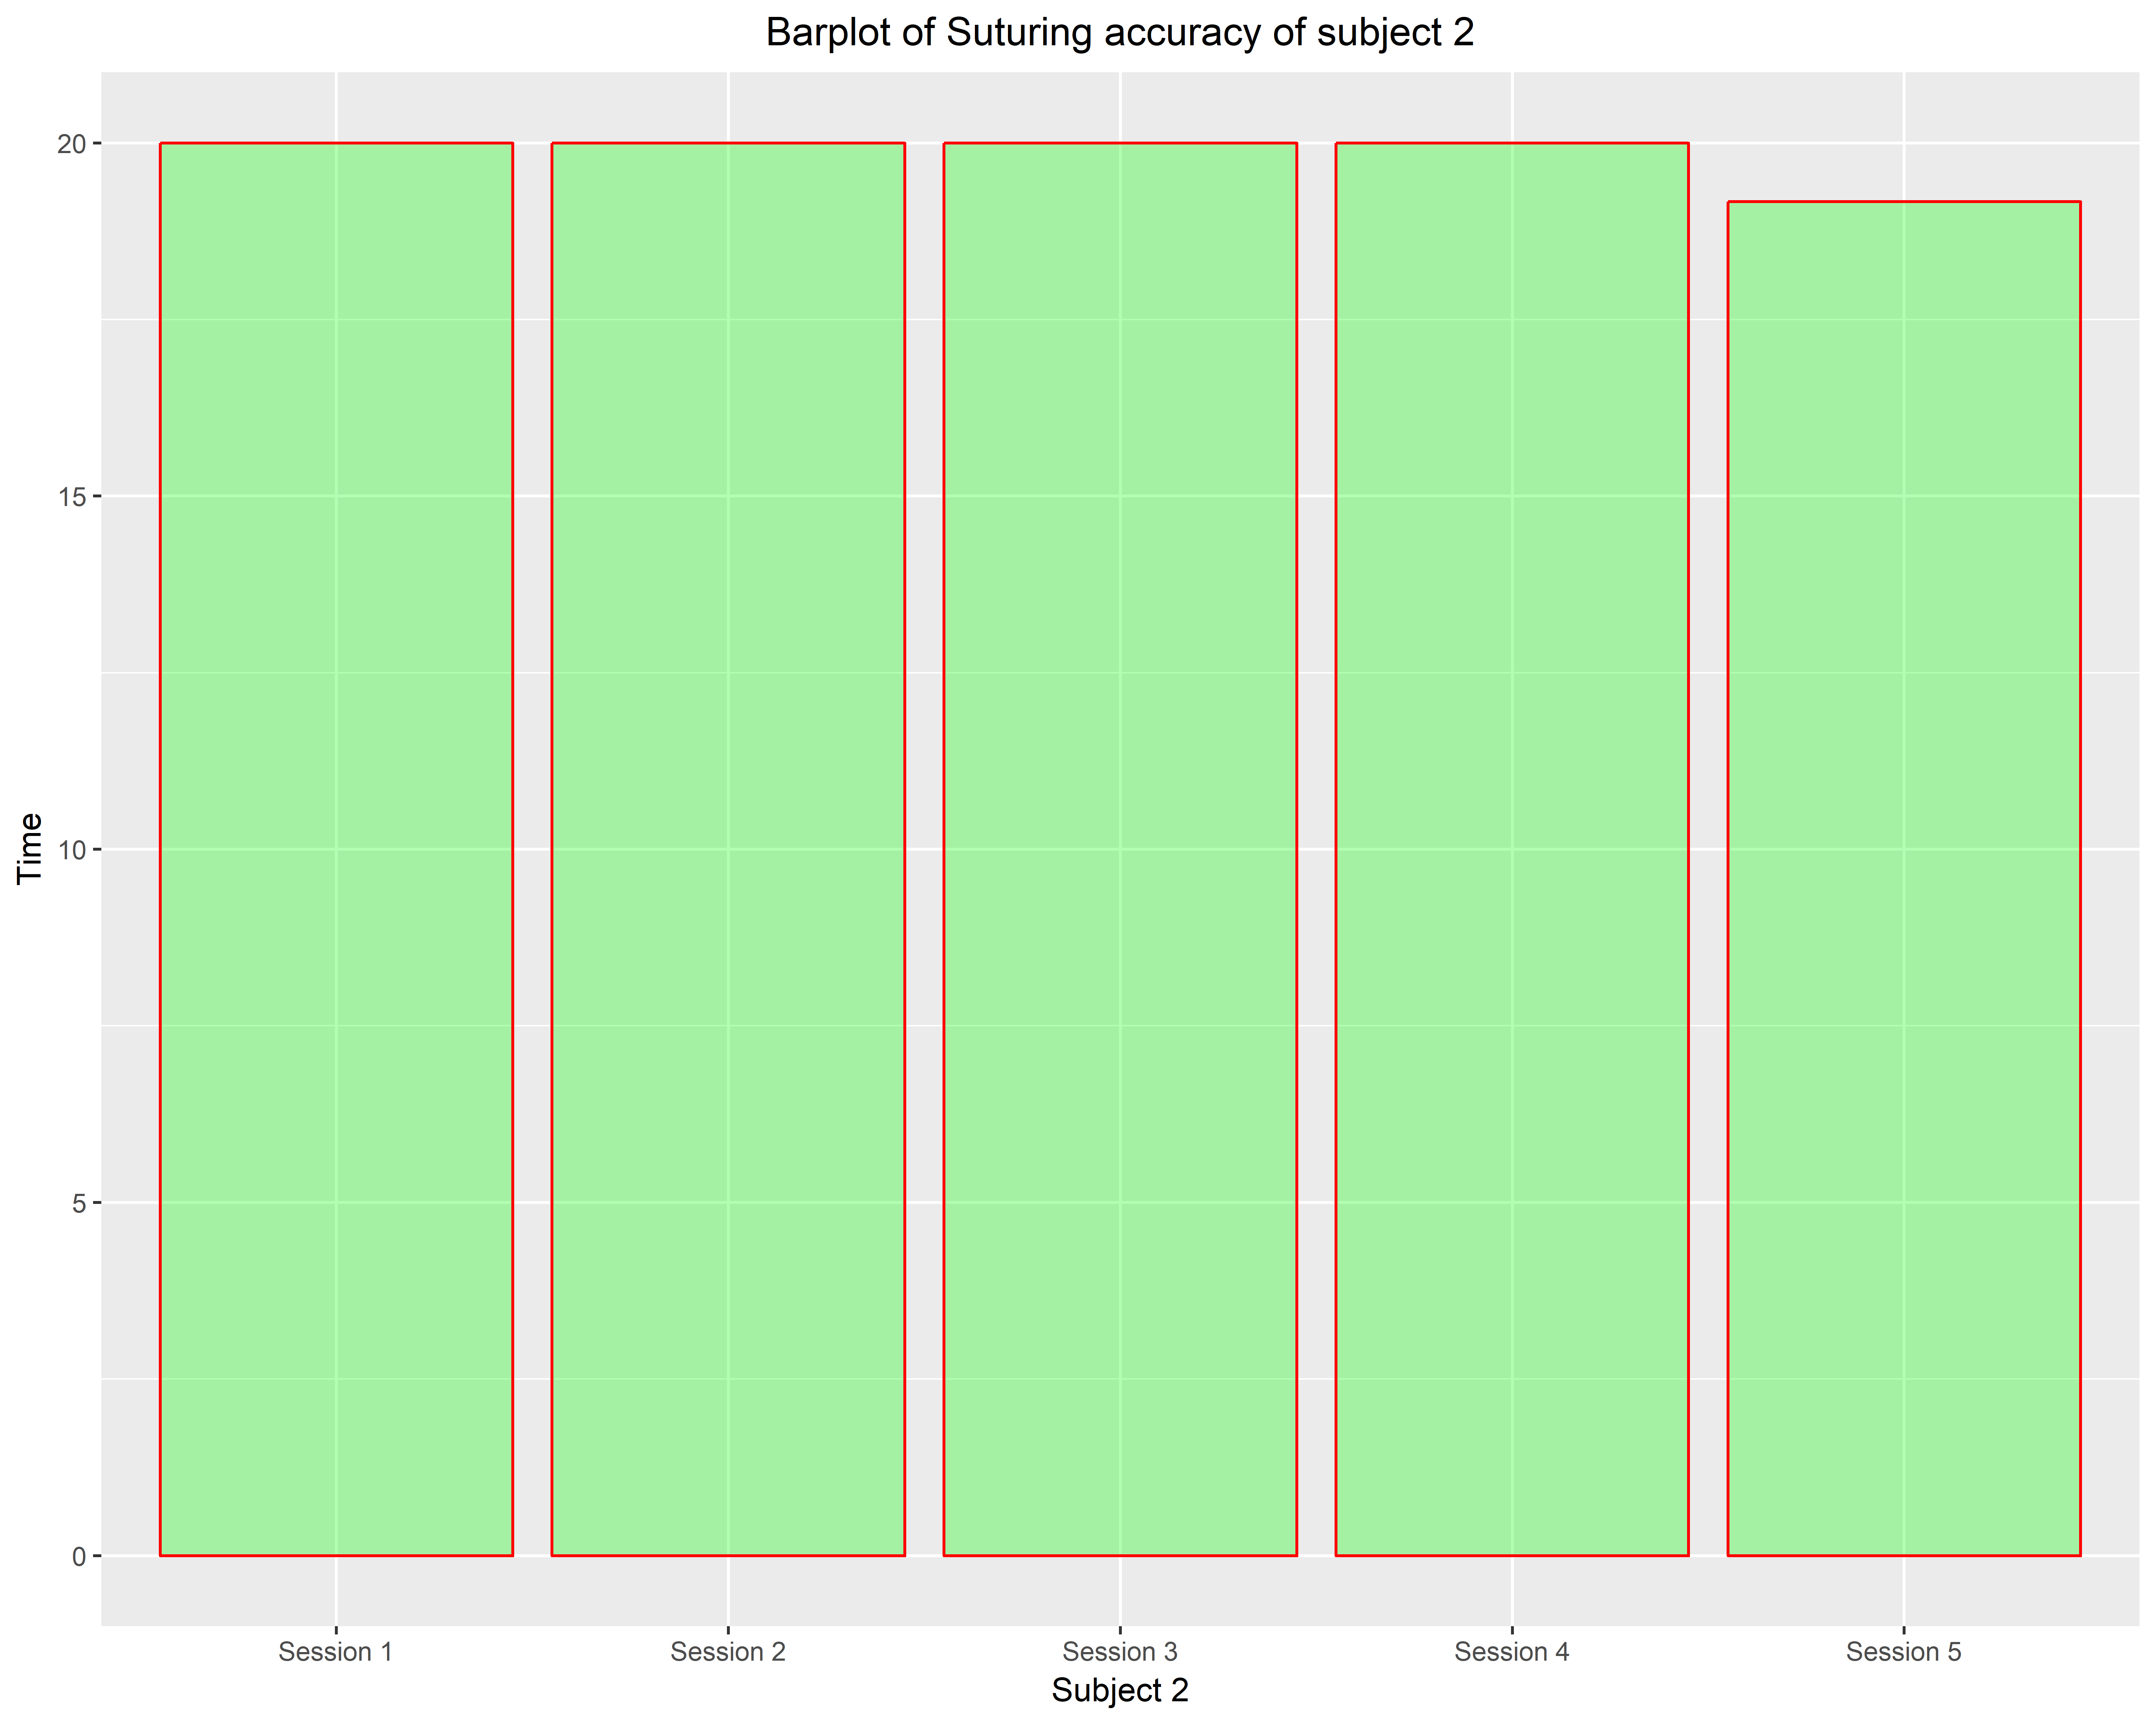 Barplot of Suturing accuracy of subject 2
20
15
10
5
0
Time
Session 1
Session 2
Session 3
Session 4
Session 5
Subject 2